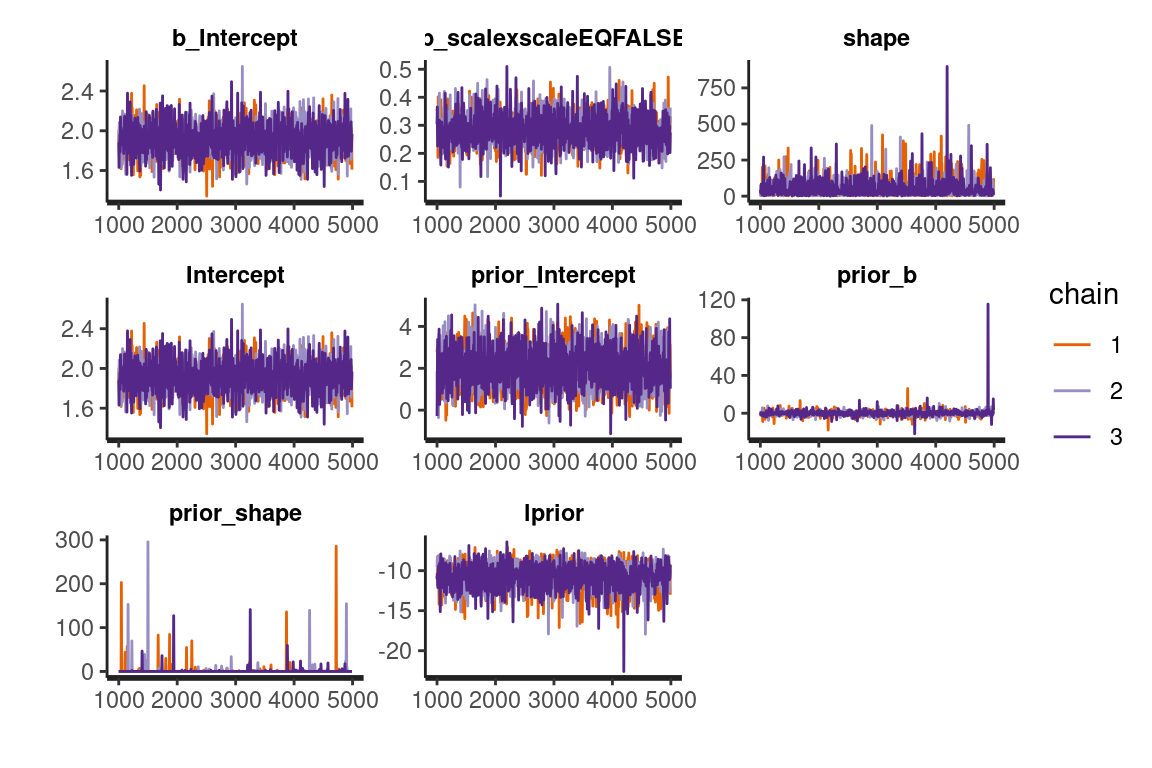 b_Intercept b_scalexscaleEQFALSE shape
2.4 2.0 1.6
0.5 0.4 0.3 0.2 0.1
750 500 250 0
1000 2000 3000 4000 5000 1000 2000 3000 4000 5000 1000 2000 3000 4000 5000
Intercept prior_Intercept prior_b
2.4 2.0 1.6
4 2 0
120 80 40 0
1000 2000 3000 4000 5000 1000 2000 3000 4000 5000 1000 2000 3000 4000 5000
prior_shape lprior
300 200 100 0
-10 -15 -20
1000 2000 3000 4000 5000 1000 2000 3000 4000 5000
chain
1
2
3